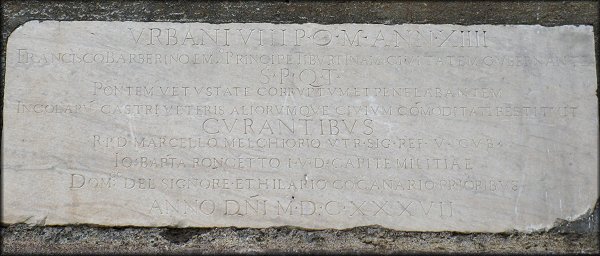 VRBANI VIII P·O·M·ANN·XIIII
FRANCISCO BARBERINO EM. PRINCIPE TIBVRTINAM CIVITATEM GVBERNANTE
S·P·Q·T·
PONTEM VETVSTATE CORRVPTVM ET PENE LABANTEM
INCOLARV CASTRI VETERIS ALIORVMQVE CIVIVM COMODITATI RESTITVIT
CVRANTIBVS
MARCELLO MELCHIORIO VTR·SIG·REF·
IO·BAPTA RONCETTO I·V·D·CAPITE MILITIAE
DEL SIGNORE ET HILARIO COCANARIO PRIORIBVS
ANNO DNI M·D·C·XXXVII